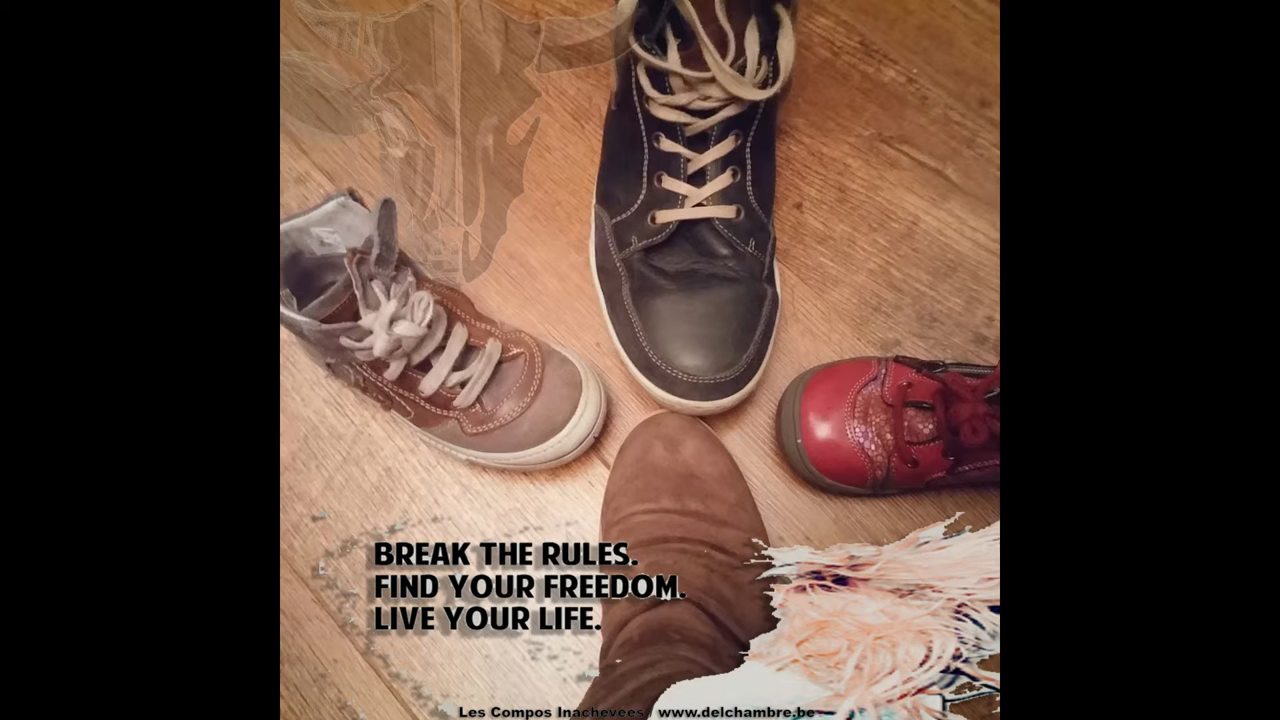 BREAK THE RULES.
FIND YOUR FREEDOM.
LIVE YOUR LIFE.
Les Compos Inachevees / www.delchambre.be